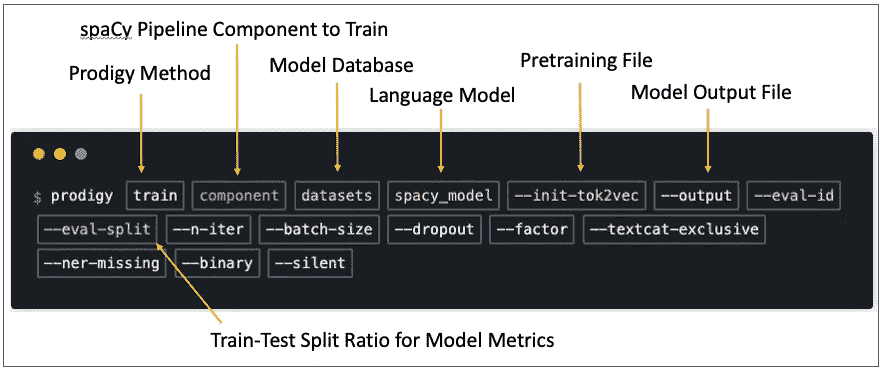 spaCy Pipeline Component to Train
Prodigy Method
Model Database
Language Model
Pretraining File
Model Output File
$ prodigy train component datasets spacy_model --init-tok2vec --output --eval-id
--eval-split --n-iter --batch-size --dropout --factor --textcat-exclusive
--ner-missing --binary --silent
Train-Test Split Ratio for Model Metrics